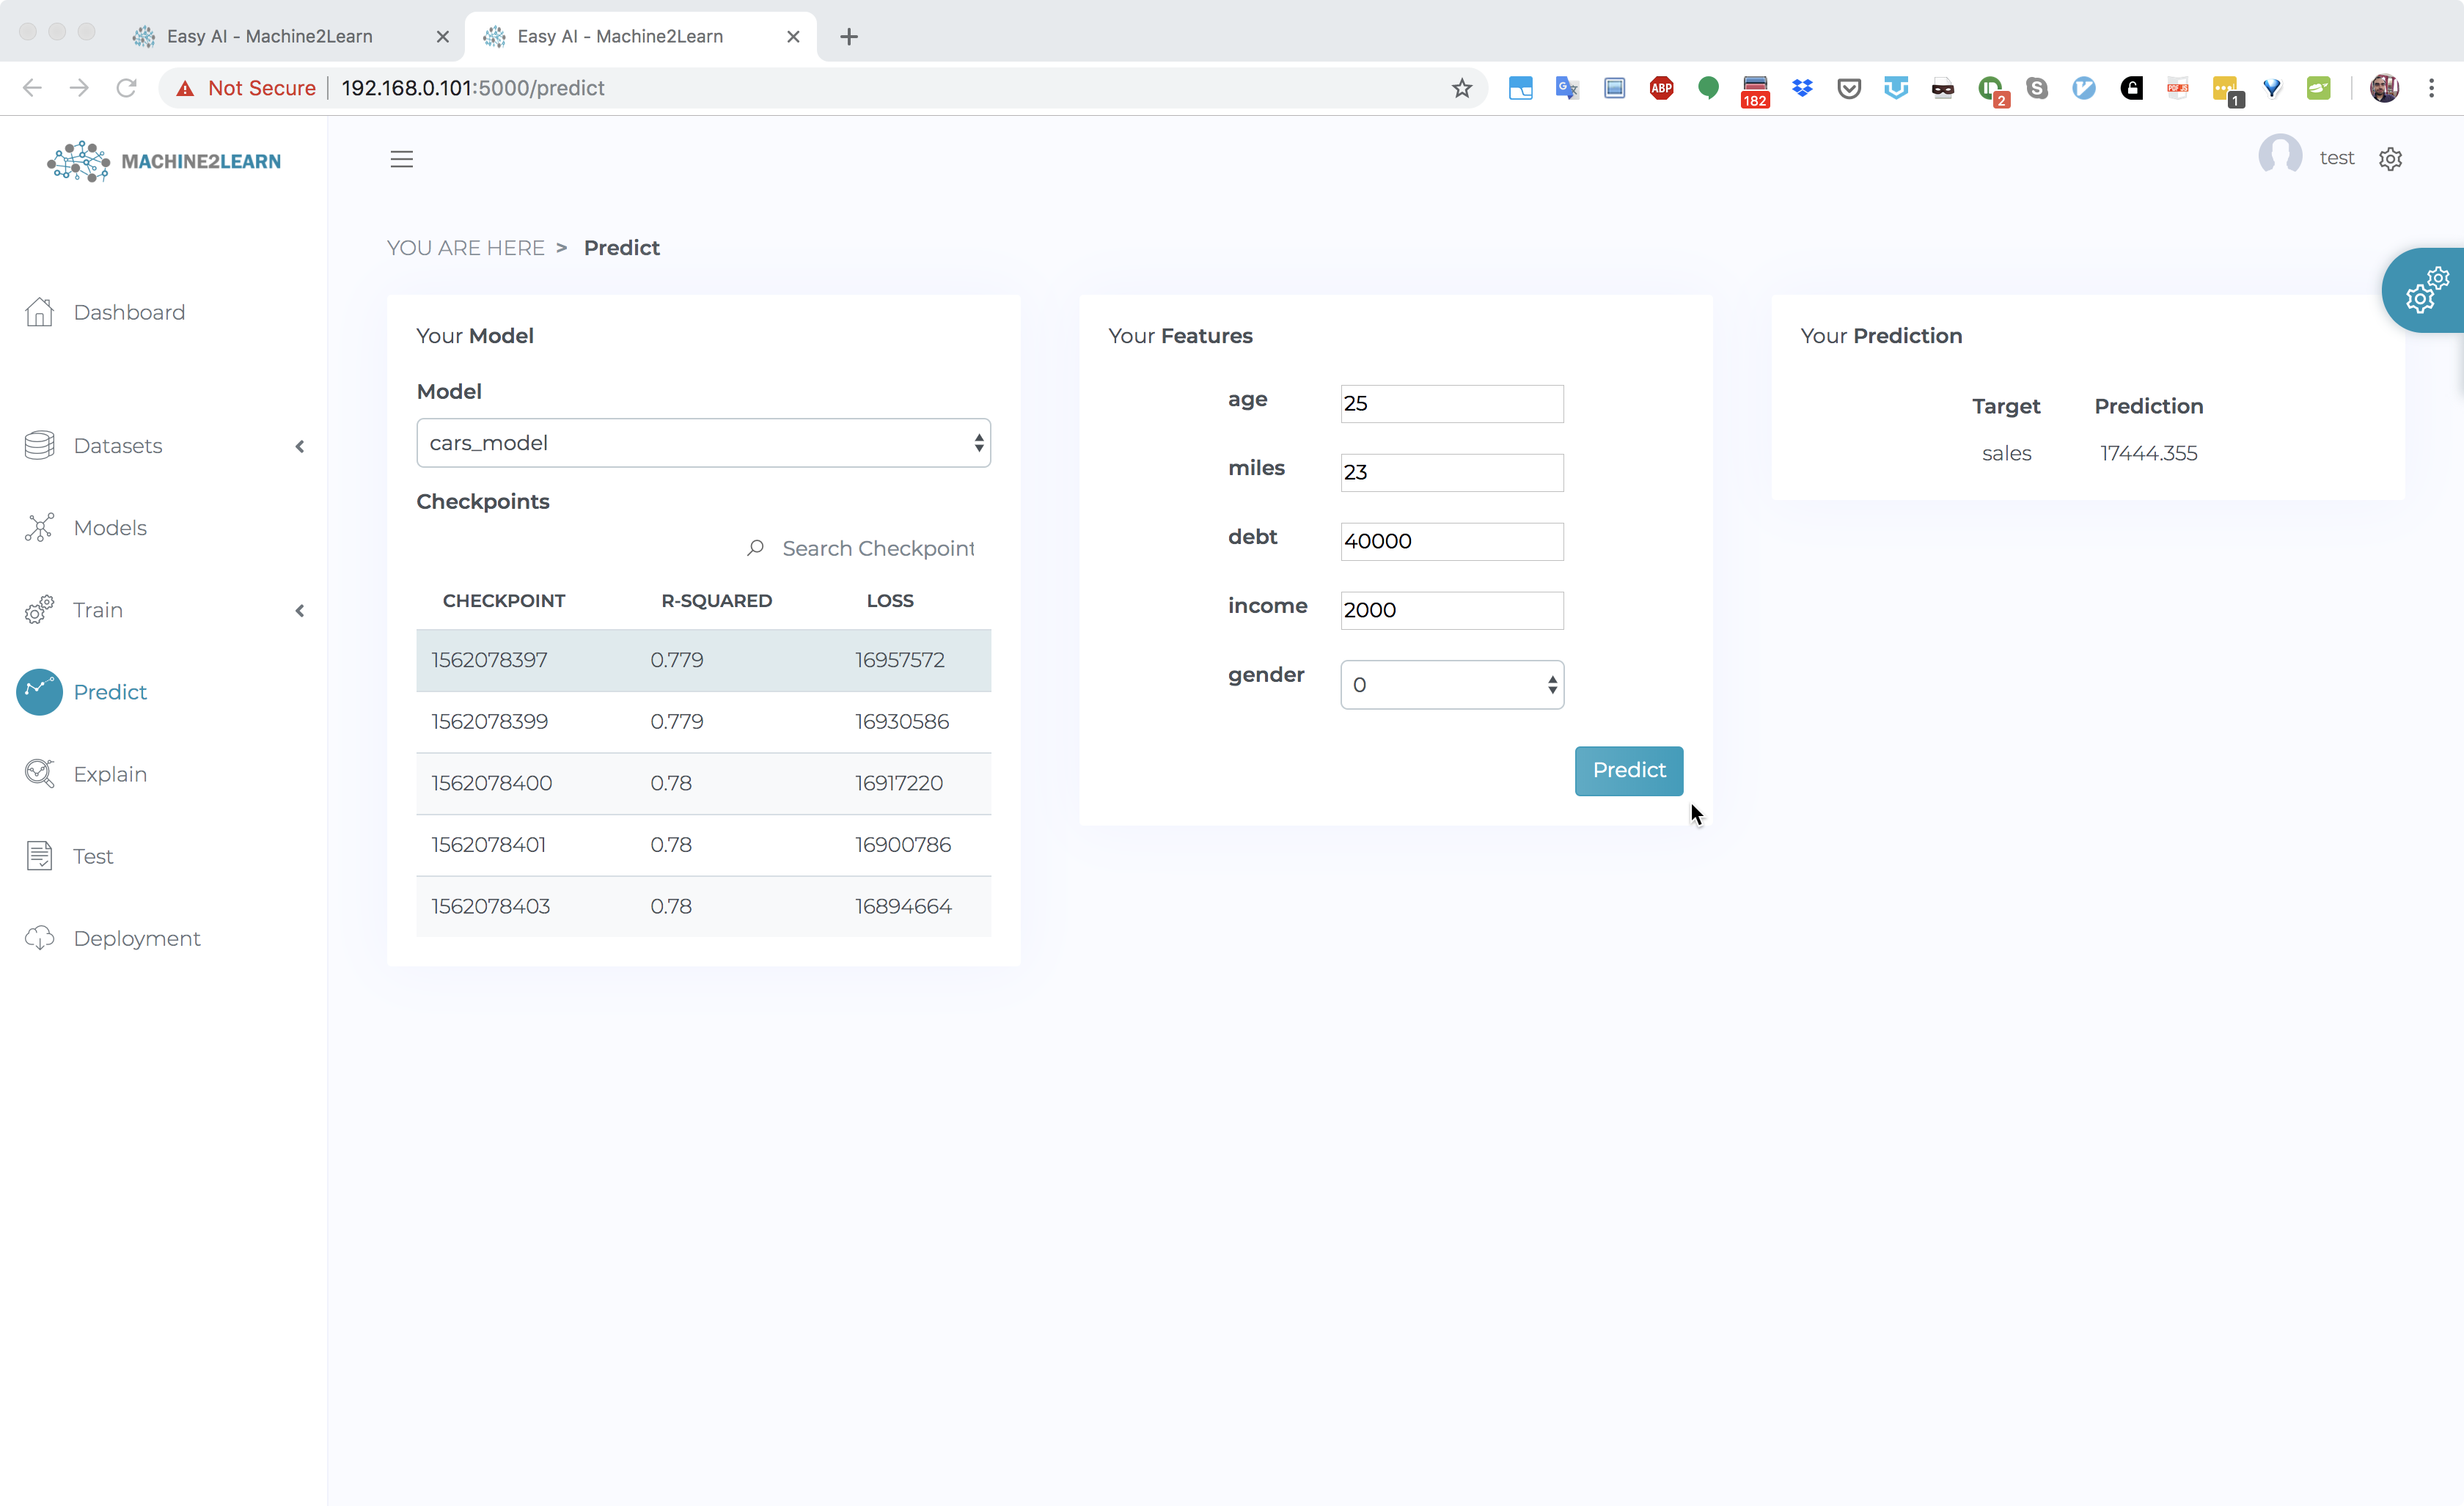 Easy AI - Machine2Learn
Easy AI - Machine2Learn
Not Secure 192.168.0.101:5000/predict
ABP
182
2
PDF JS
1
MACHINE2LEARN
test
YOU ARE HERE > Predict
Dashboard
Datasets
Models
Train
Predict
Explain
Test
Deployment
Your Model
Model
cars_model
Checkpoints
Search Checkpoint
CHECKPOINT R-SQUARED LOSS
1562078397 0.779 16957572
1562078399 0.779 16930586
1562078400 0.78 16917220
1562078401 0.78 16900786
1562078403 0.78 16894664
Your Features
age 25
miles 23
debt 40000
income 2000
gender 0
Predict
Your Prediction
Target Prediction
sales 17444.355